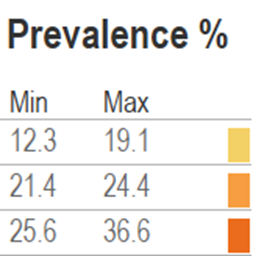 Prevalence %
Min Max
12.3 19.1
21.4 24.4
25.6 36.6